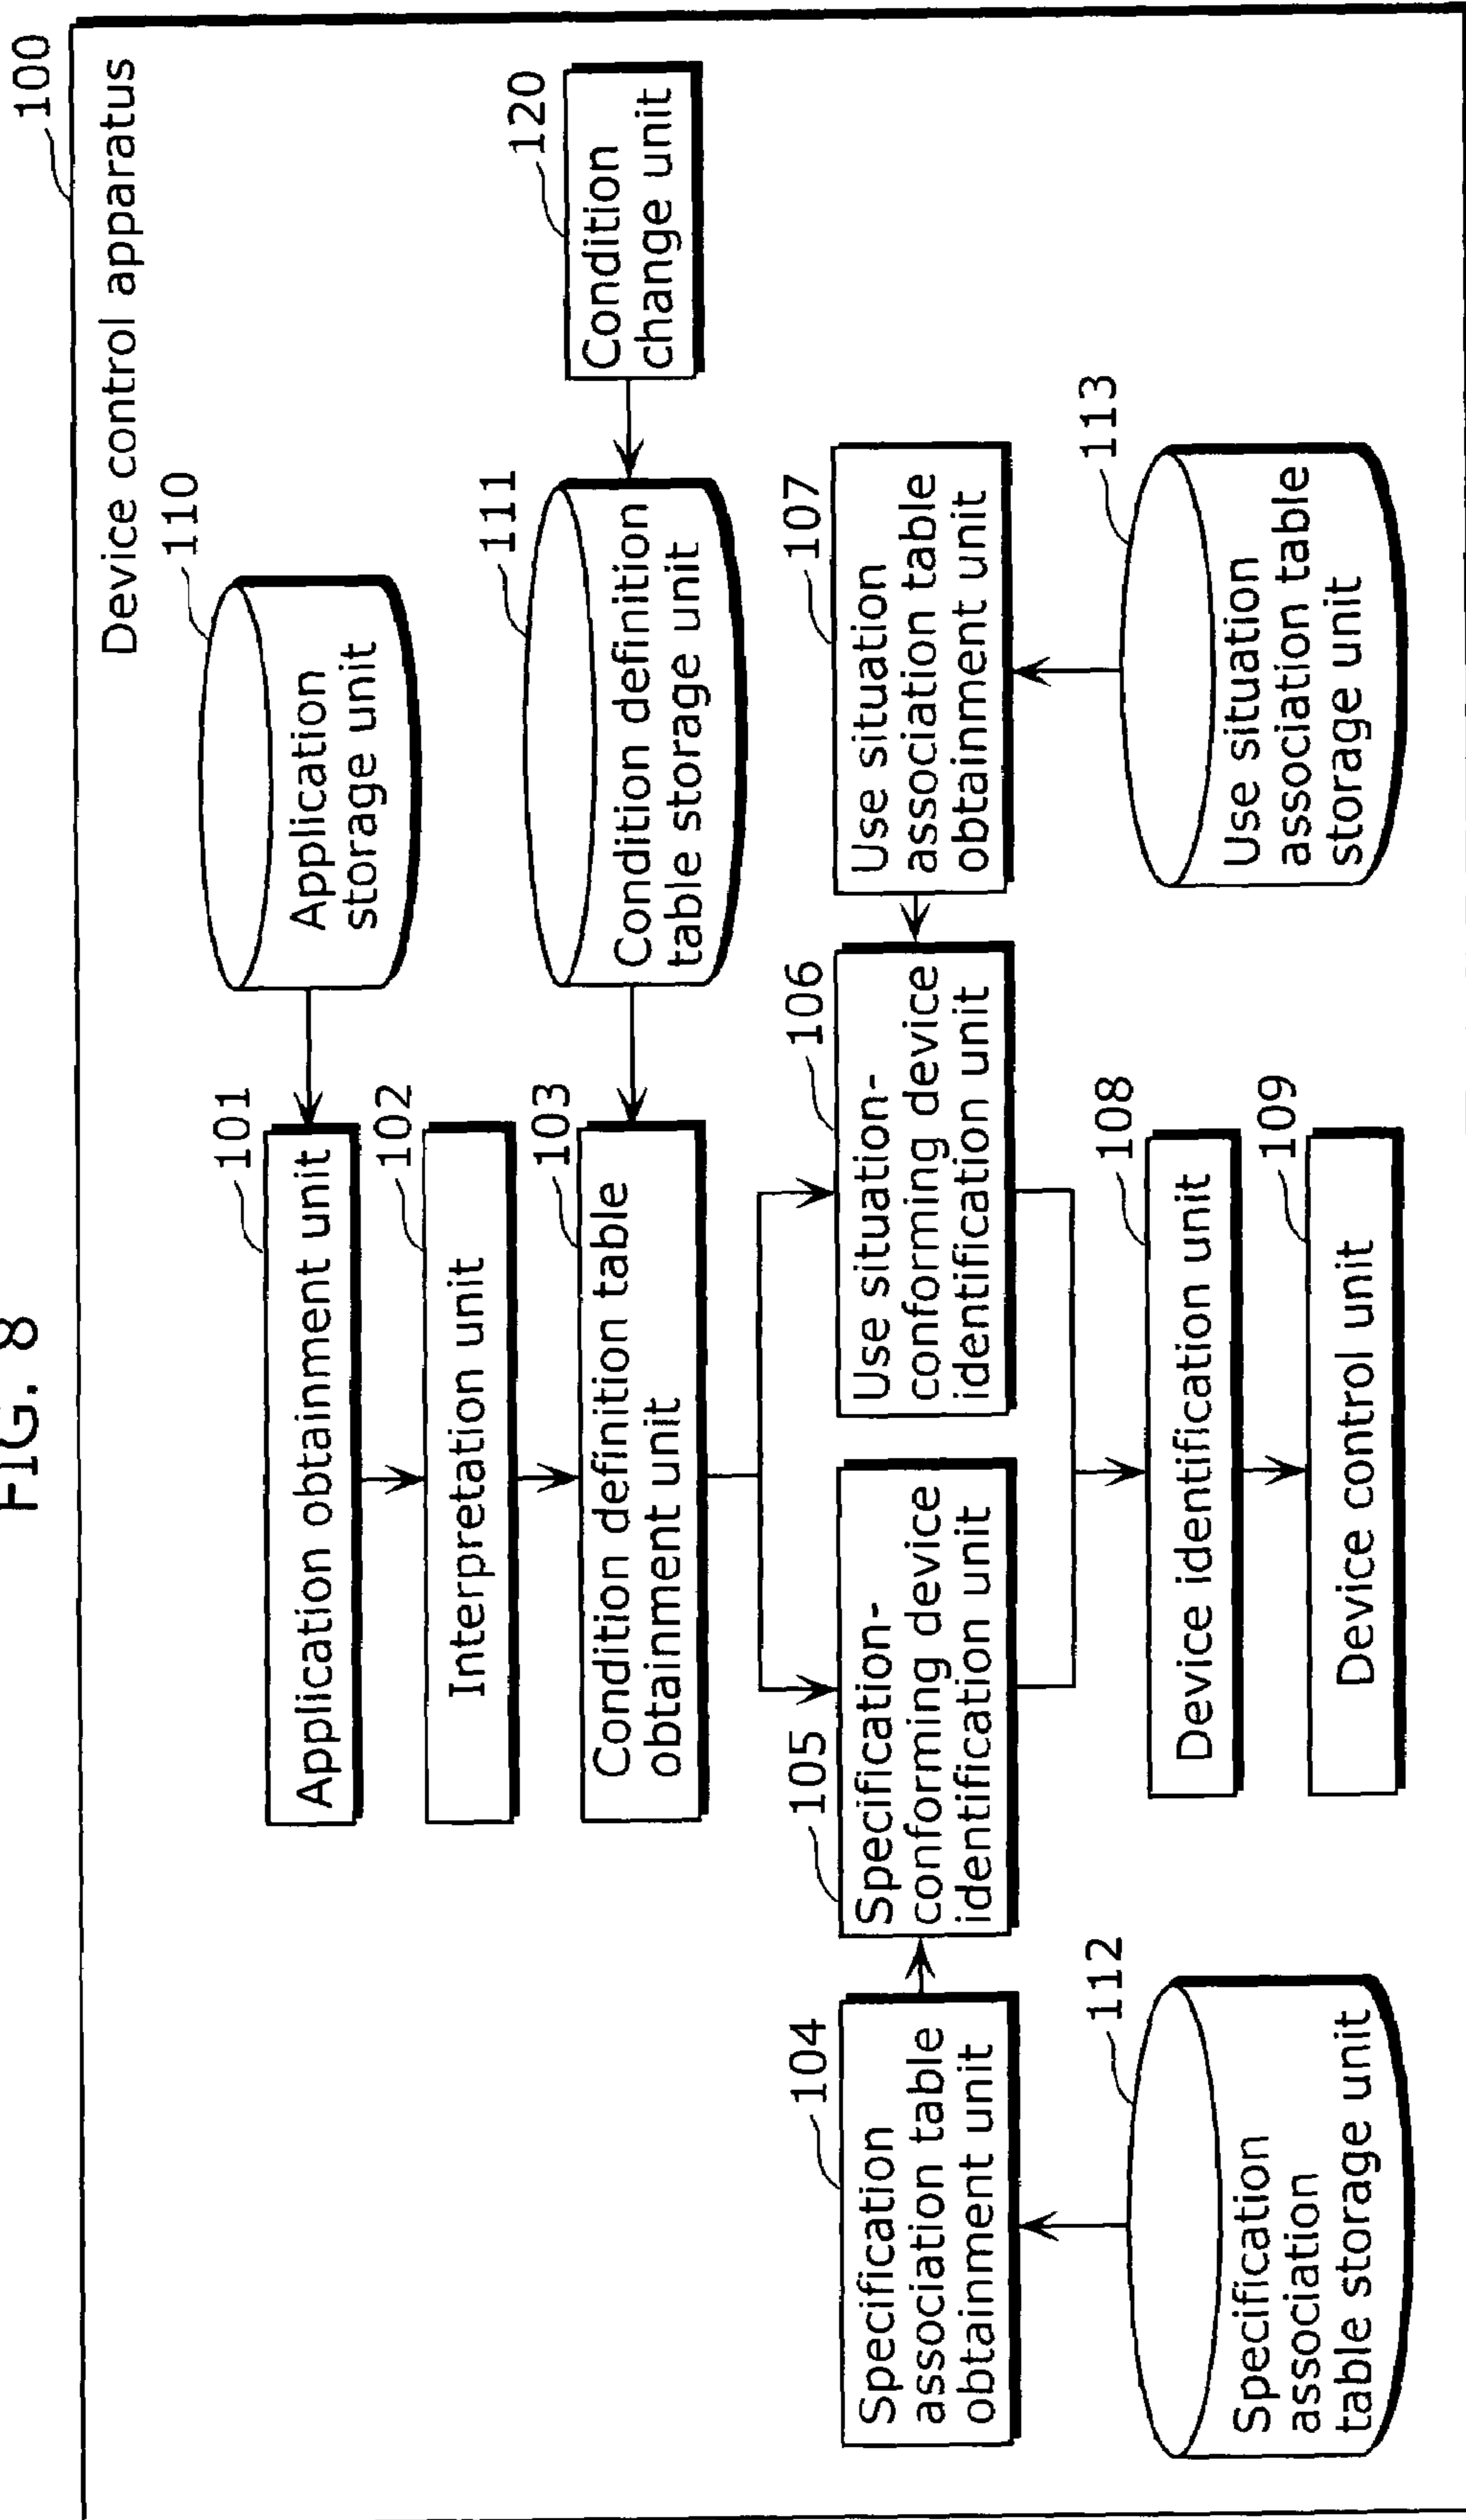 FIG. 8
100
Device control apparatus
110
Application
storage unit
101
Application obtainment unit
102
Interpretation unit
120
Condition
change unit
111
Condition definition
table storage unit
103
Condition definition table
obtainment unit
104
Specification
association table
obtainment unit
105
Specification-
conforming device
identification unit
106
Use situation-
conforming device
identification unit
107
Use situation
association table
obtainment unit
112
Specification
association
table storage unit
108
Device identification unit
113
Use situation
association table
storage unit
109
Device control unit